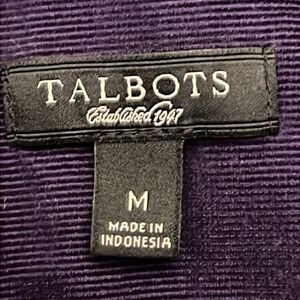 TALBOTS
Established 1947
M
MADE IN
INDONESIA